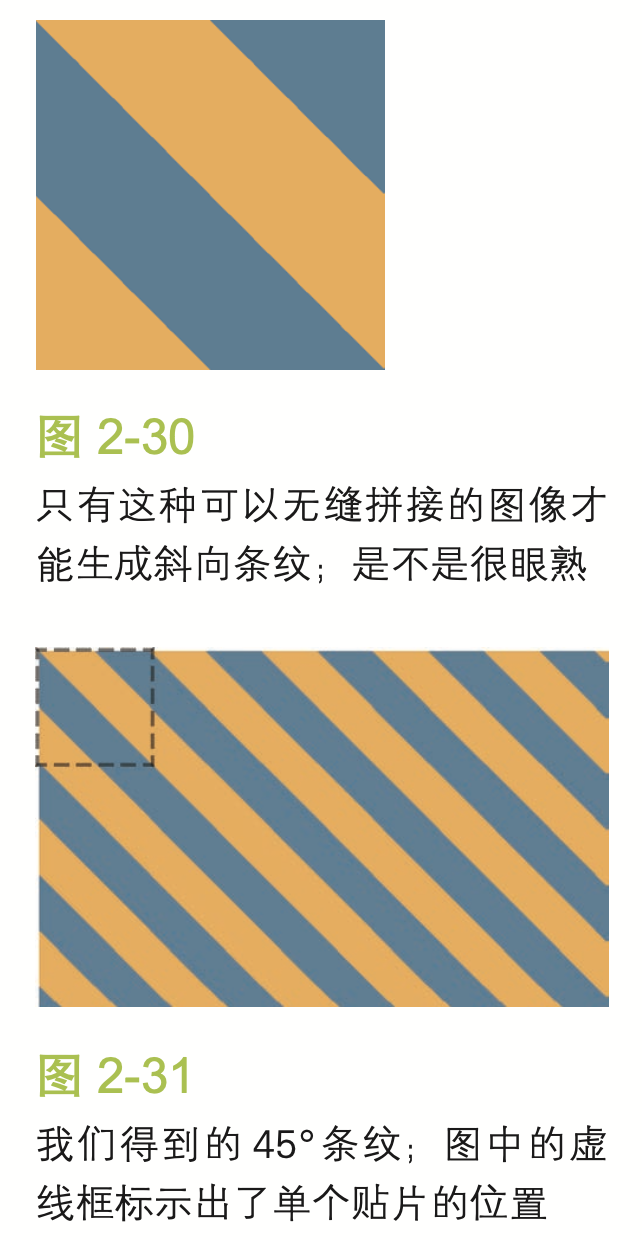 图 2-30
只有这种可以无缝拼接的图像才
能生成斜向条纹；是不是很眼熟
图 2-31
我们得到的 45°条纹；图中的虚
线框标示出了单个贴片的位置